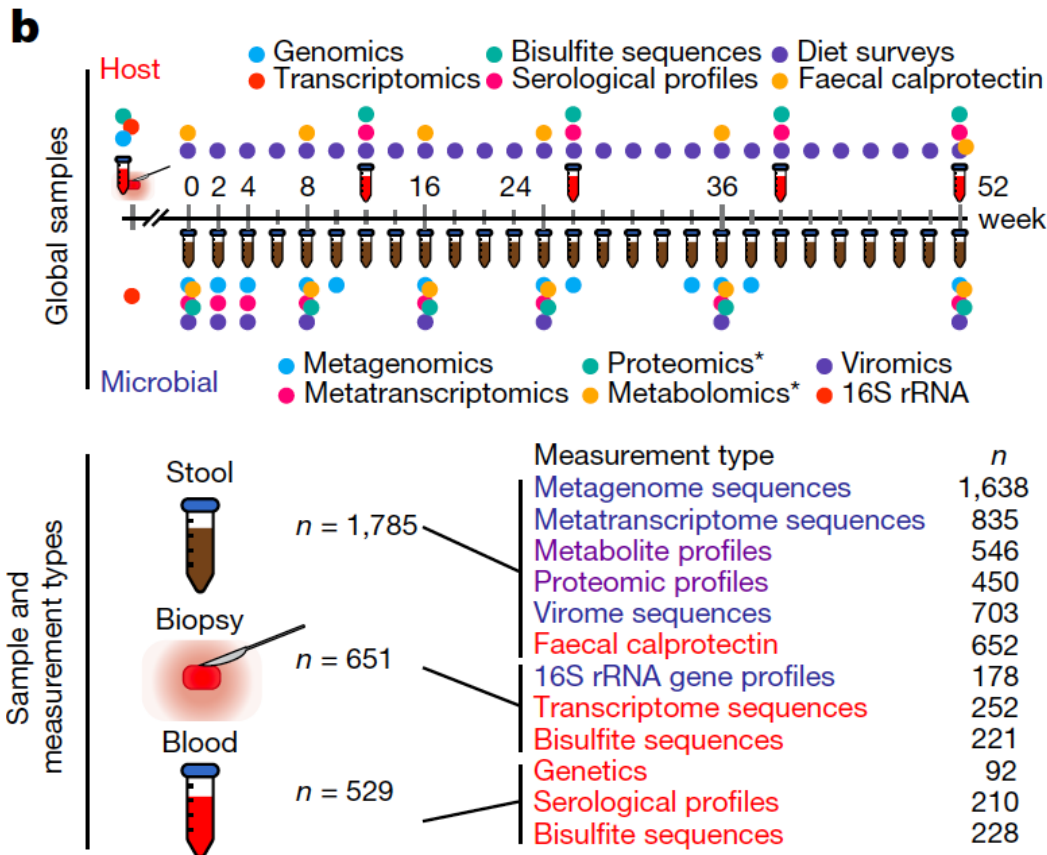 b
Host
Genomics
Bisulfite sequences
Diet surveys
Transcriptomics
Serological profiles
Faecal calprotectin
Global samples
0 2 4 8 16 24 36 52
week
Microbial
Metagenomics
Proteomics*
Viromics
Metatranscriptomics
Metabolomics*
16S rRNA
Sample and
measurement types
Stool
n = 1,785
Biopsy
n = 651
Blood
n = 529
Measurement type n
Metagenome sequences 1,638
Metatranscriptome sequences 835
Metabolite profiles 546
Proteomic profiles 450
Virome sequences 703
Faecal calprotectin 652
16S rRNA gene profiles 178
Transcriptome sequences 252
Bisulfite sequences 221
Genetics 92
Serological profiles 210
Bisulfite sequences 228